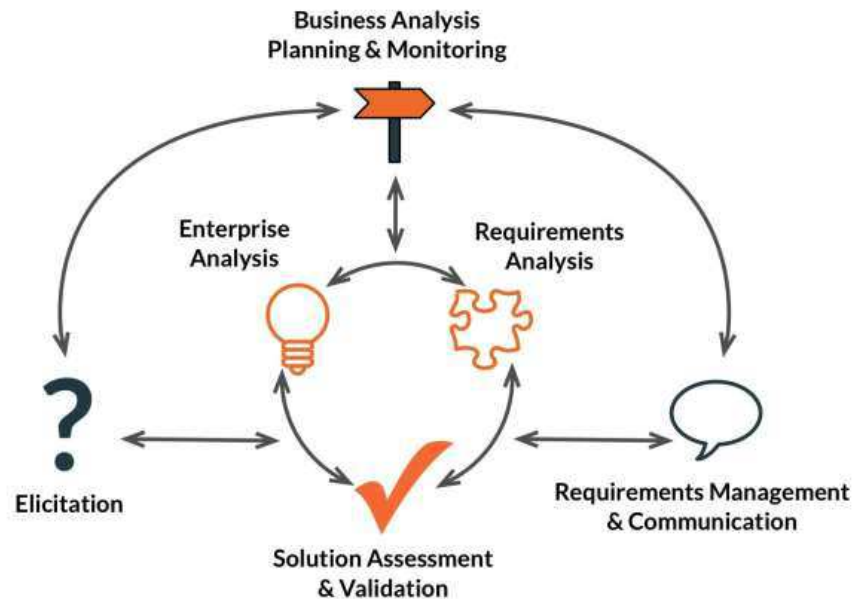 Business Analysis
Planning & Monitoring
Enterprise
Analysis
Requirements
Analysis
?
Elicitation
Requirements Management
& Communication
Solution Assessment
& Validation